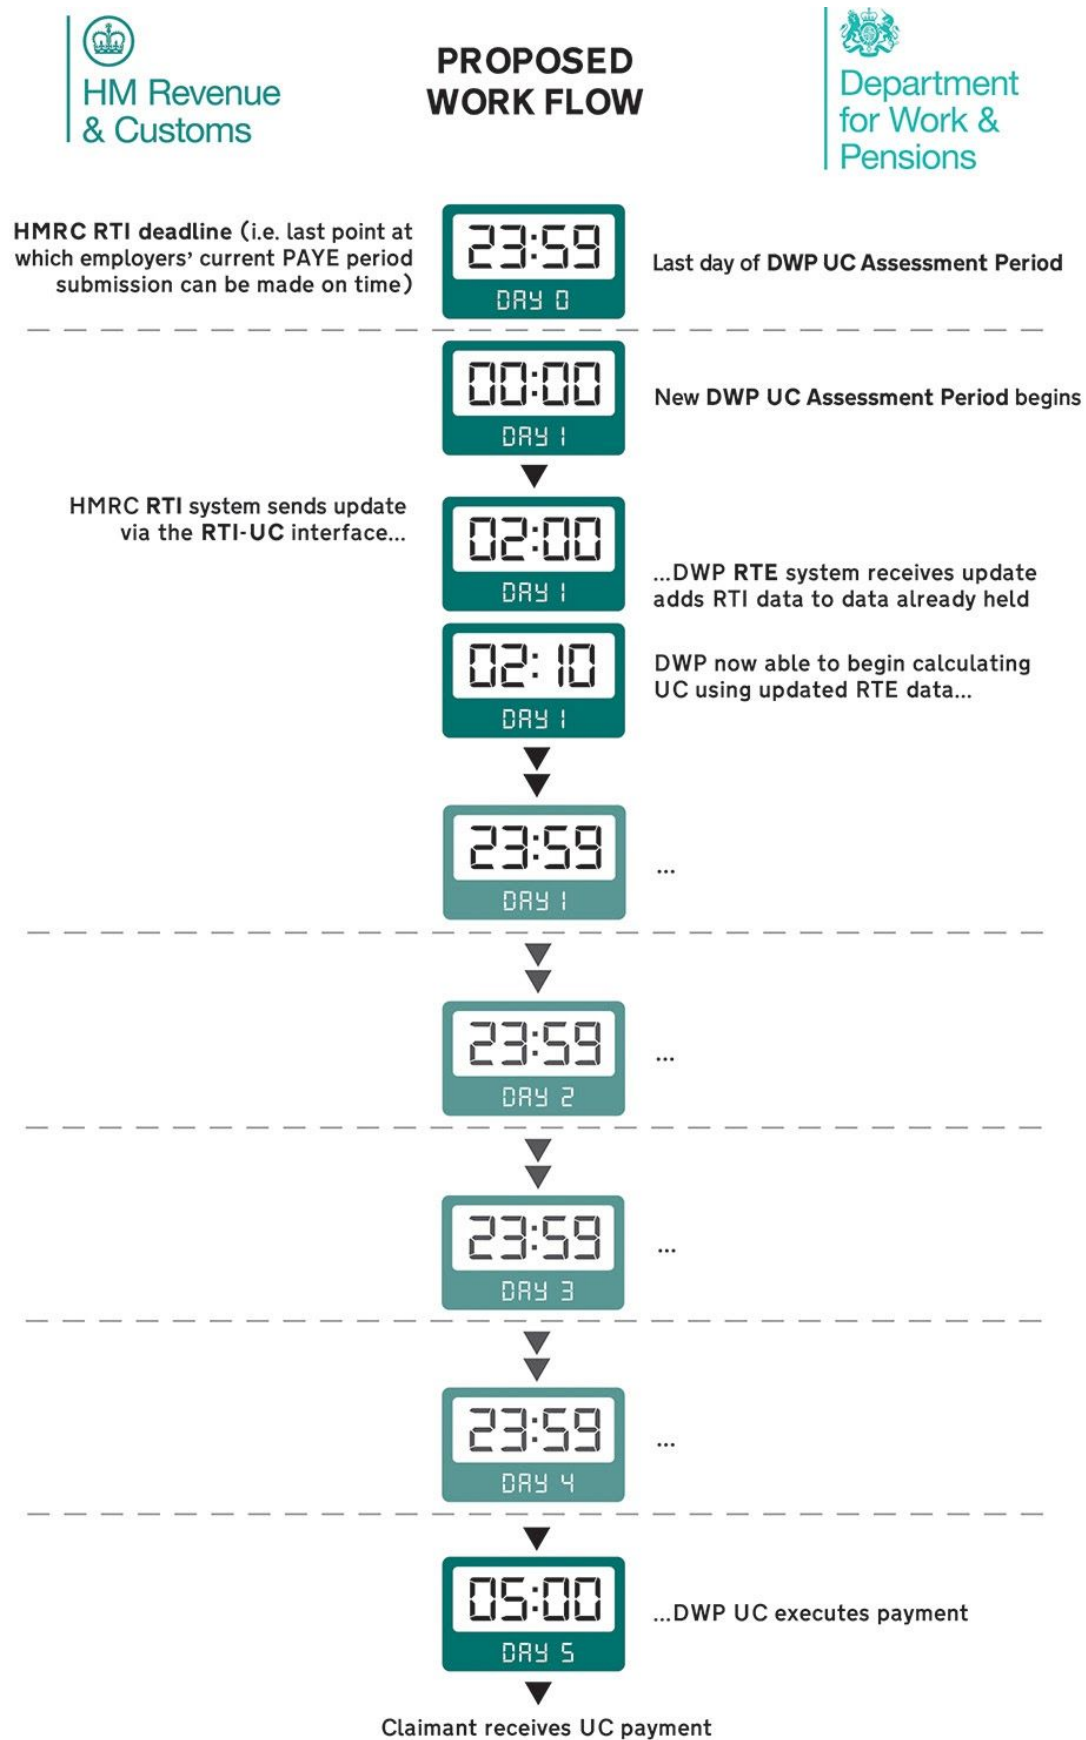 HM Revenue
& Customs
PROPOSED
WORK FLOW
Department
for Work &
Pensions
HMRC RTI deadline (i.e. last point at
which employers' current PAYE period
submission can be made on time)
23:59
DAY 0
Last day of DWP UC Assessment Period
00:00
DAY 1
New DWP UC Assessment Period begins
HMRC RTI system sends update
via the RTI-UC interface...
02:00
DAY 1
...DWP RTE system receives update
adds RTI data to data already held
02:10
DAY 1
DWP now able to begin calculating
UC using updated RTE data...
23:59
DAY 1
...
23:59
DAY 2
...
23:59
DAY 3
...
23:59
DAY 4
...
05:00
DAY 5
...DWP UC executes payment
Claimant receives UC payment